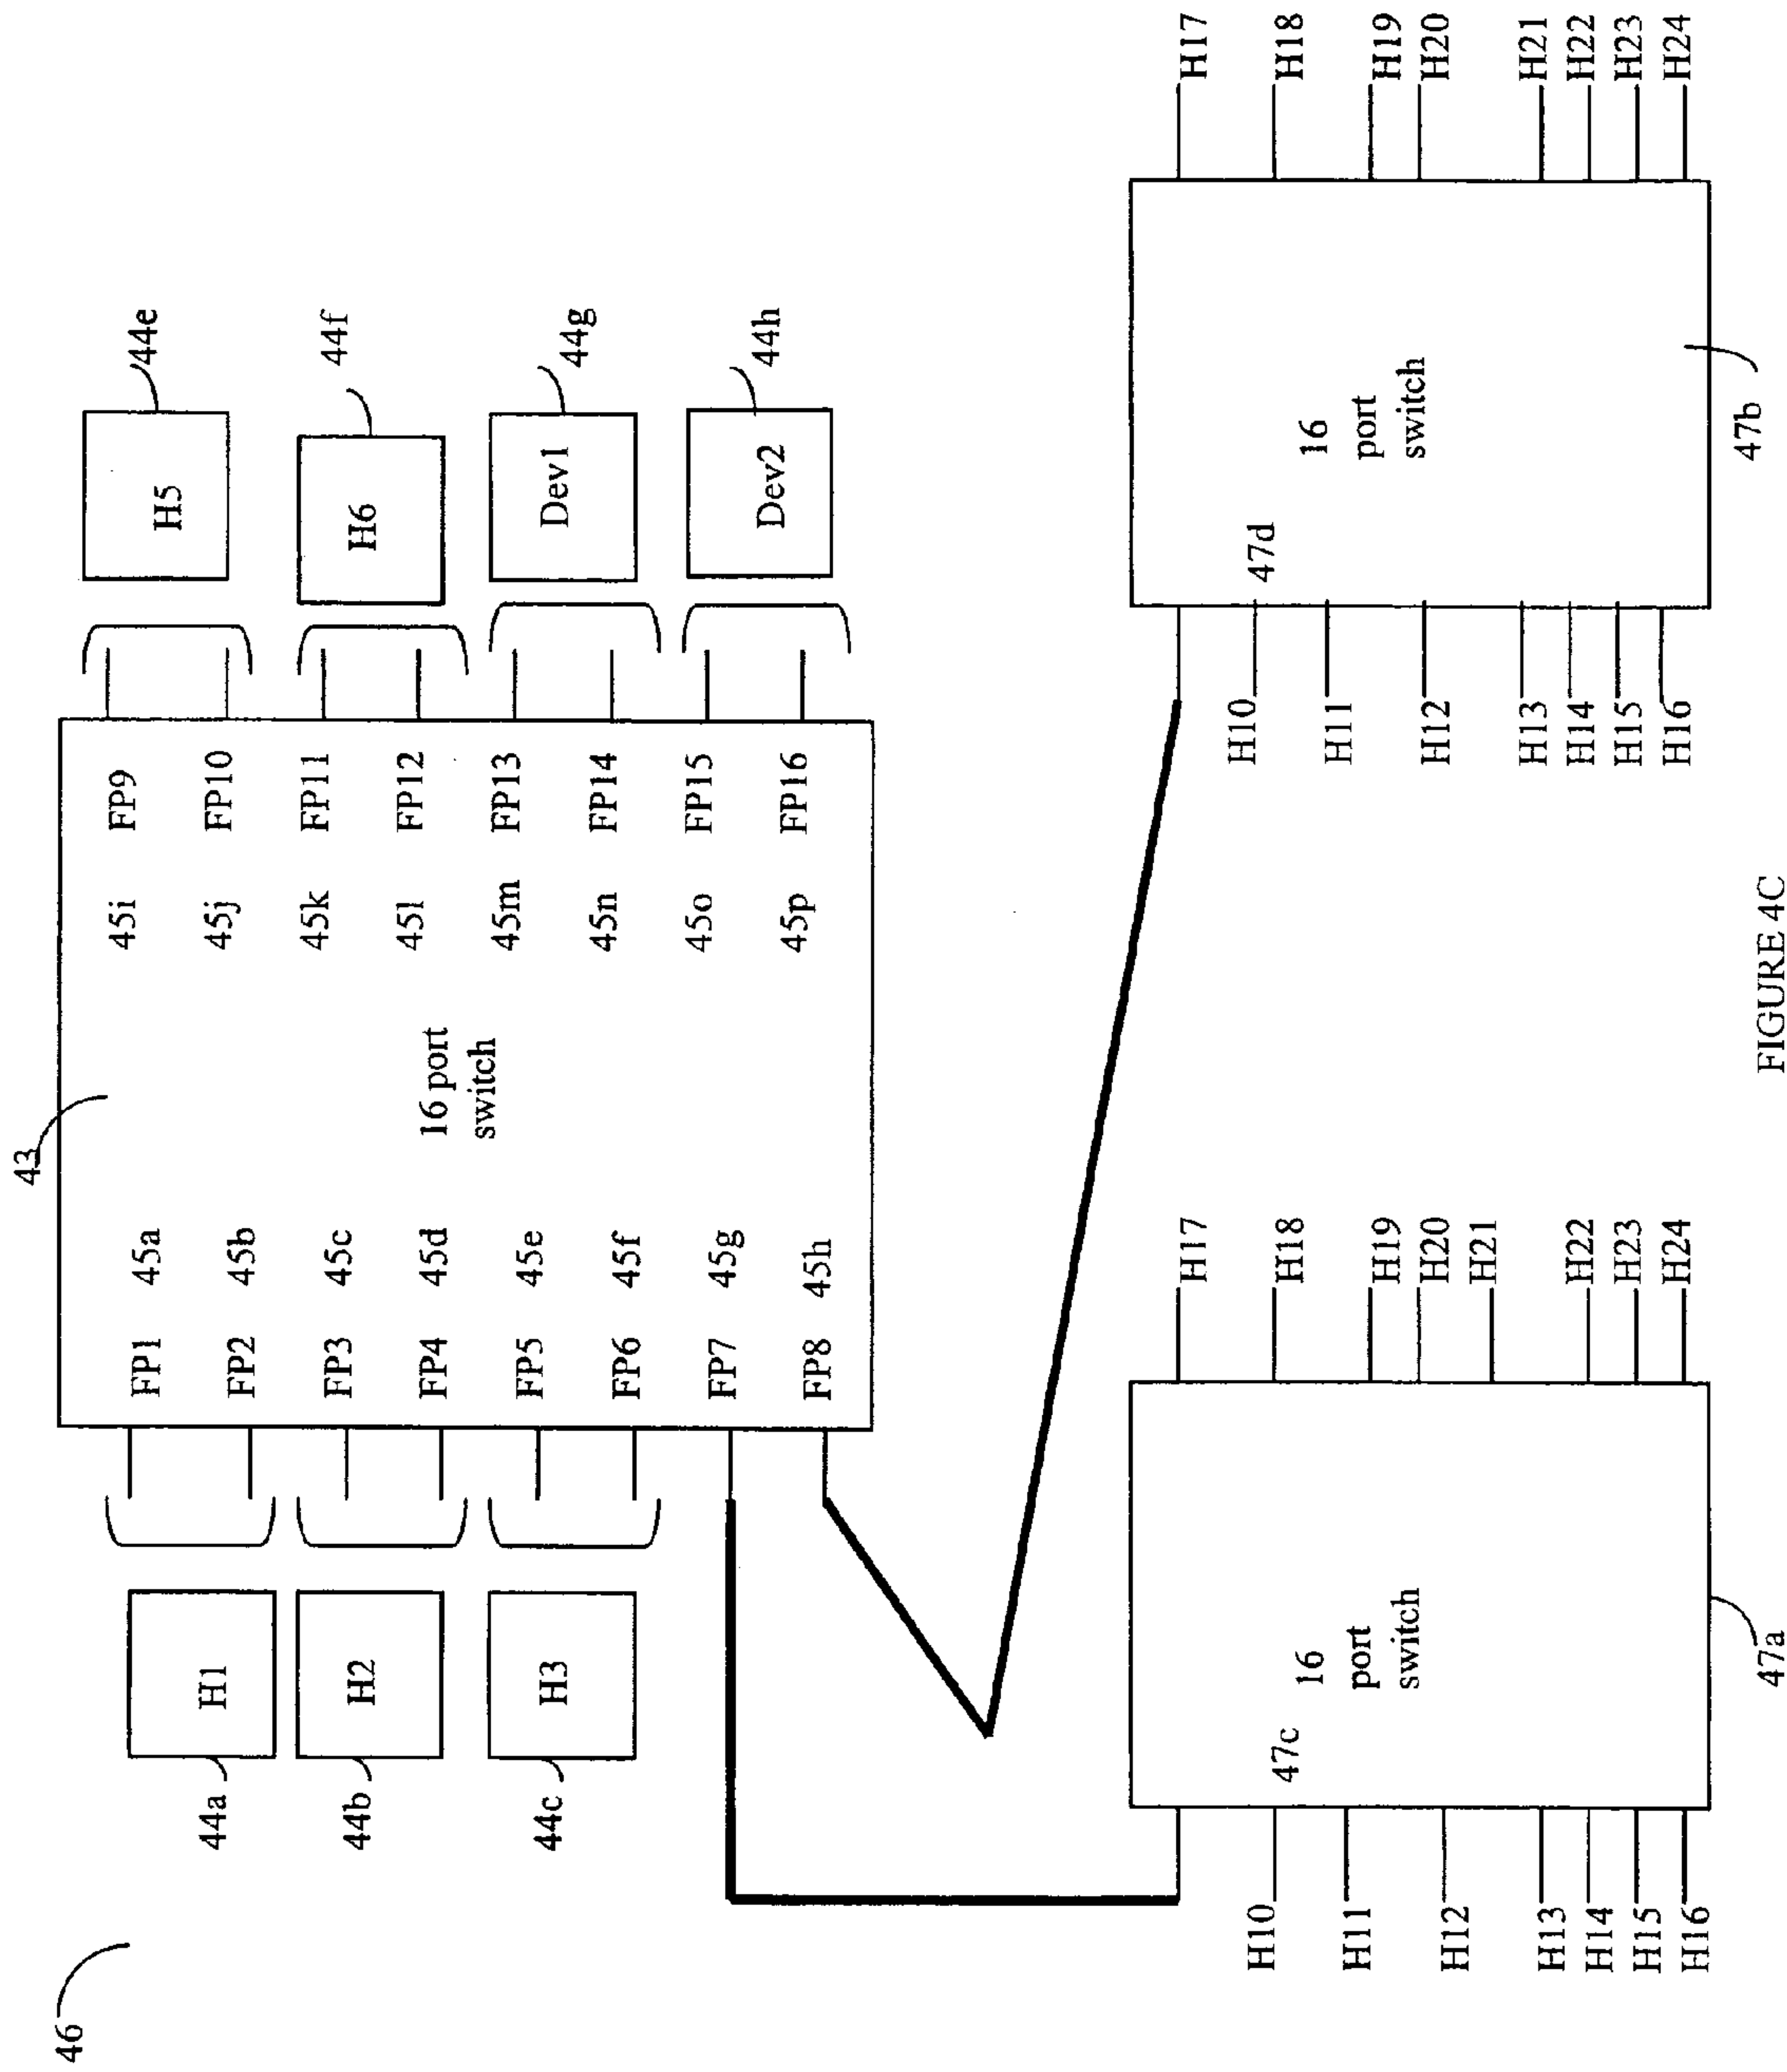 46
43
44a
H1
44b
H2
44c
H3
FP1 45a
FP2 45b
FP3 45c
FP4 45d
FP5 45e
FP6 45f
FP7 45g
FP8 45h
16 port
switch
45i FP9
45j FP10
45k FP11
45l FP12
45m FP13
45n FP14
45o FP15
45p FP16
H5
44e
H6
44f
Dev1
44g
Dev2
44h
H10
H11
H12
H13
H14
H15
H16
47c
16
port
switch
47a
H17
H18
H19
H20
H21
H22
H23
H24
H10
H11
H12
H13
H14
H15
H16
47d
16
port
switch
47b
H17
H18
H19
H20
H21
H22
H23
H24
FIGURE 4C